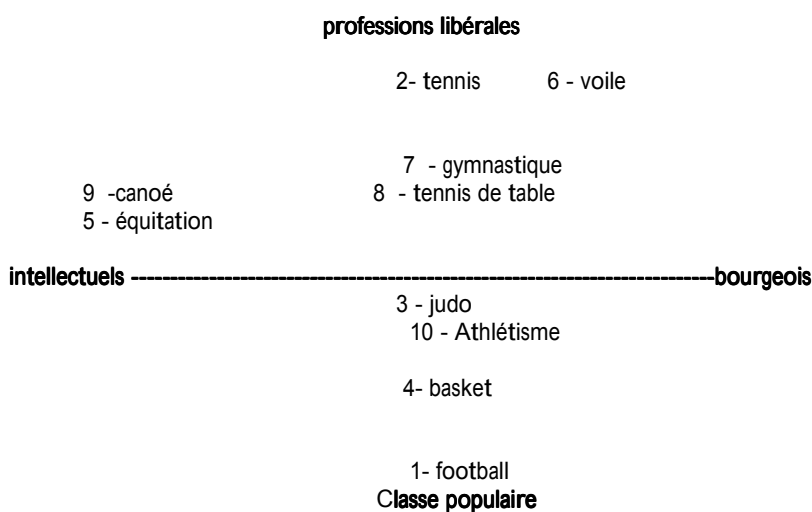 professions libérales
2- tennis 6 - voile
7 - gymnastique
9 -canoé 8 - tennis de table
5 - équitation
intellectuels --------------------------------------------------------------------------bourgeois
3 - judo
10 - Athlétisme
4- basket
1- football
Classe populaire